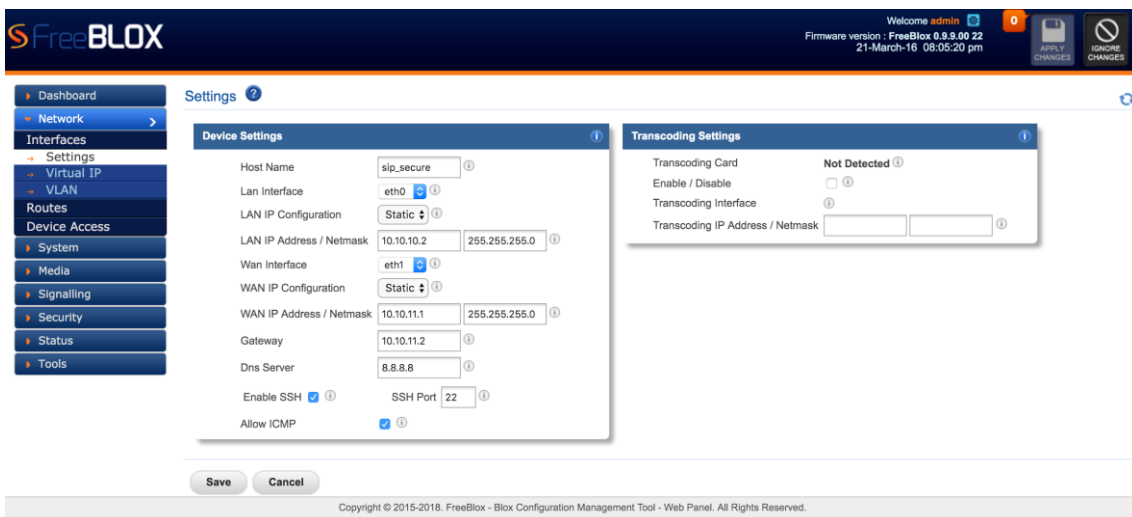 FreeBLOX
Welcome admin
Firmware version : FreeBlox 0.9.9.00 22
21-March-16 08:05:20 pm
0
APPLY CHANGES
IGNORE CHANGES
Dashboard
Network
Interfaces
Settings
Virtual IP
VLAN
Routes
Device Access
System
Media
Signalling
Security
Status
Tools
Settings ?
Device Settings
Host Name sip_secure
Lan Interface eth0
LAN IP Configuration Static
LAN IP Address / Netmask 10.10.10.2 255.255.255.0
Wan Interface eth1
WAN IP Configuration Static
WAN IP Address / Netmask 10.10.11.1 255.255.255.0
Gateway 10.10.11.2
Dns Server 8.8.8.8
Enable SSH SSH Port 22
Allow ICMP
Transcoding Settings
Transcoding Card Not Detected
Enable / Disable
Transcoding Interface
Transcoding IP Address / Netmask
Save Cancel
Copyright © 2015-2018. FreeBlox - Blox Configuration Management Tool - Web Panel. All Rights Reserved.